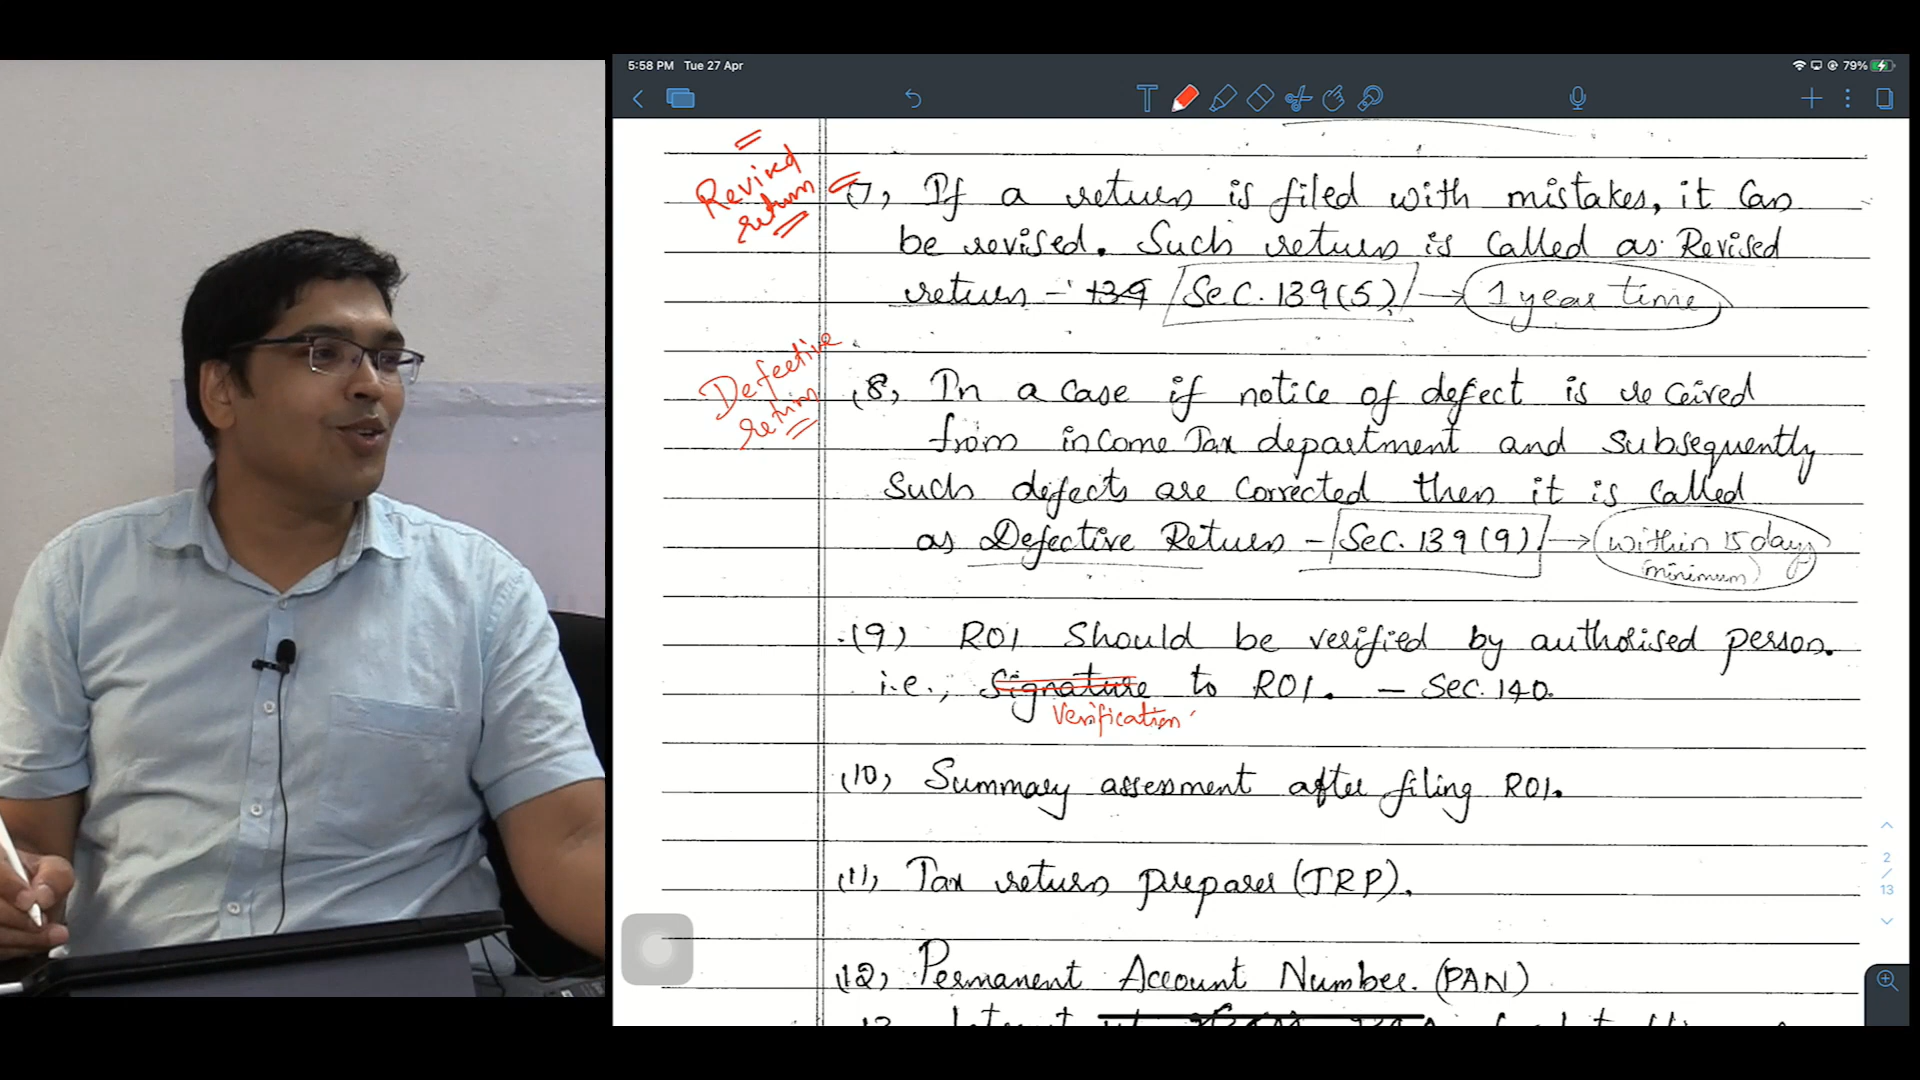 5:58 PM Tue 27 Apr
79%
Revised
return
(7) If a return is filed with mistakes, it can
be revised. Such return is called as Revised
return - 139 Sec. 139(5) → 1 year time
Defective
return
(8) In a case if notice of defect is received
from income Tax department and subsequently
such defects are corrected then it is called
as Defective Return - Sec. 139(9) → within 15 days
(minimum)
(9) ROI should be verified by authorised person.
i.e., Signature to ROI. - Sec. 140.
Verification
(10) Summary assessment after filing ROI.
(11) Tax return preparer (TRP).
(12) Permanent Account Number. (PAN)
2
/
13